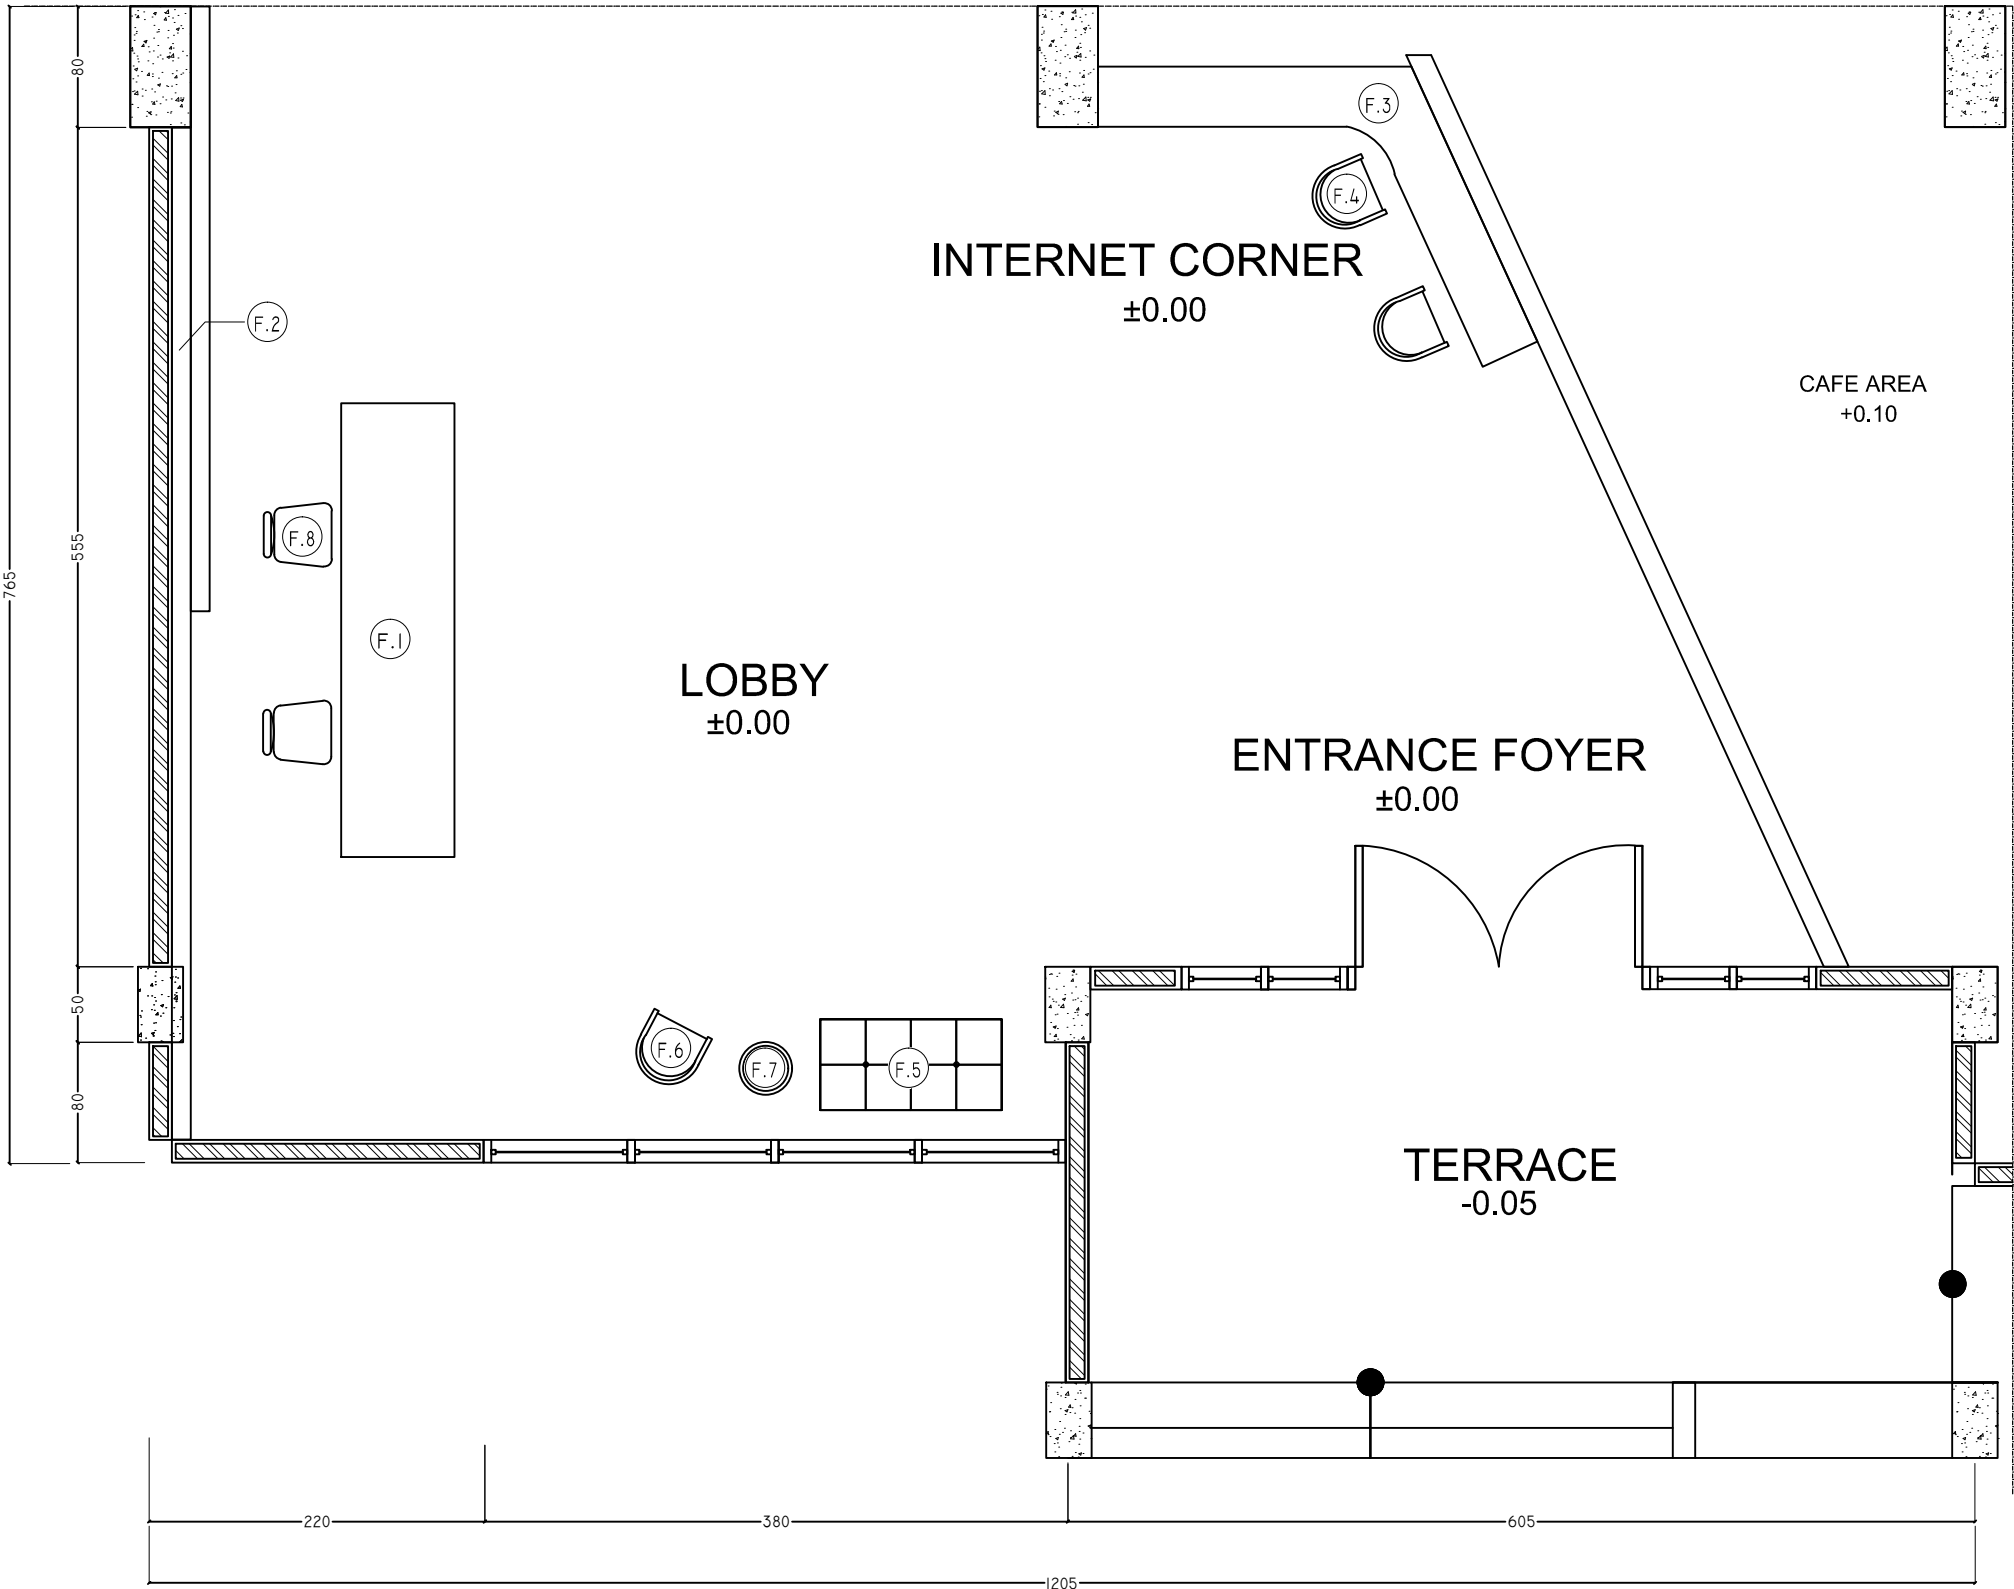 80
F.3
F.4
INTERNET CORNER
±0.00
F.2
CAFE AREA
+0.10
555
765
F.8
F.1
LOBBY
±0.00
ENTRANCE FOYER
±0.00
50
F.6
F.7
F.5
80
TERRACE
-0.05
220
380
605
1205